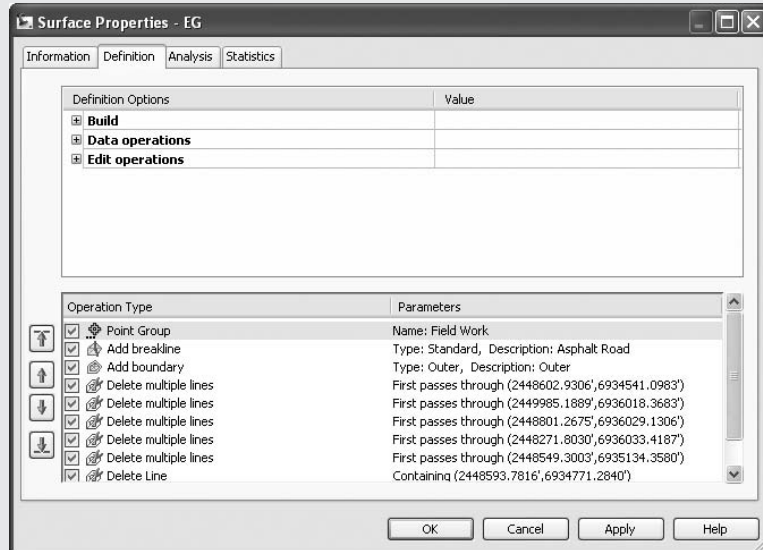 Surface Properties - EG
Information Definition Analysis Statistics
Definition Options Value
Build
Data operations
Edit operations
Operation Type Parameters
Point Group Name: Field Work
Add breakline Type: Standard, Description: Asphalt Road
Add boundary Type: Outer, Description: Outer
Delete multiple lines First passes through (2448602.9306',6934541.0983')
Delete multiple lines First passes through (2449985.1889',6936018.3683')
Delete multiple lines First passes through (2448801.2675',6936029.1306')
Delete multiple lines First passes through (2448271.8030',6936033.4187')
Delete multiple lines First passes through (2448549.3003',6935134.3580')
Delete Line Containing (2448593.7816',6934771.2840')
OK Cancel Apply Help